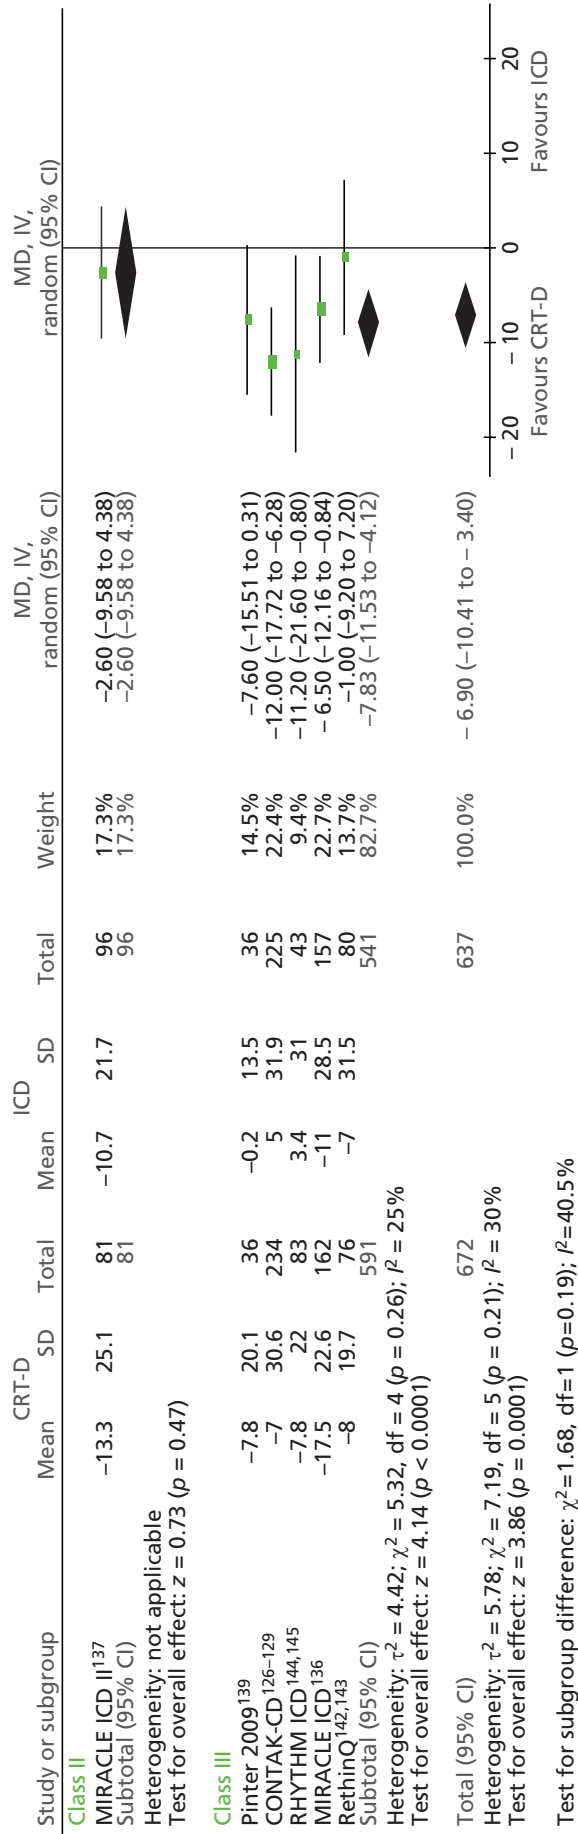 CRT-D ICD MD, IV, MD, IV,
Study or subgroup Mean SD Total Mean SD Total Weight random (95% CI) random (95% CI)
Class II
MIRACLE ICD II137 −13.3 25.1 81 −10.7 21.7 96 17.3% −2.60 (−9.58 to 4.38)
Subtotal (95% CI) 81 96 17.3% −2.60 (−9.58 to 4.38)
Heterogeneity: not applicable
Test for overall effect: z = 0.73 (p = 0.47)
Class III
Pinter 2009139 −7.8 20.1 36 −0.2 13.5 36 14.5% −7.60 (−15.51 to 0.31)
CONTAK-CD126–129 −7 30.6 234 5 31.9 225 22.4% −12.00 (−17.72 to −6.28)
RHYTHM ICD144,145 −7.8 22 83 3.4 31 43 9.4% −11.20 (−21.60 to −0.80)
MIRACLE ICD136 −17.5 22.6 162 −11 28.5 157 22.7% − 6.50 (−12.16 to −0.84)
RethinQ142,143 −8 19.7 76 −7 31.5 80 13.7% −1.00 (−9.20 to 7.20)
Subtotal (95% CI) 591 541 82.7% −7.83 (−11.53 to −4.12)
Heterogeneity: τ2 = 4.42; χ2 = 5.32, df = 4 (p = 0.26); I2 = 25%
Test for overall effect: z = 4.14 (p < 0.0001)
Total (95% CI) 672 637 100.0% − 6.90 (−10.41 to − 3.40)
Heterogeneity: τ2 = 5.78; χ2 = 7.19, df = 5 (p = 0.21); I2 = 30%
Test for overall effect: z = 3.86 (p = 0.0001)
− 20 − 10 0 10 20
Favours CRT-D Favours ICD
Test for subgroup difference: χ2=1.68, df=1 (p=0.19); I2=40.5%